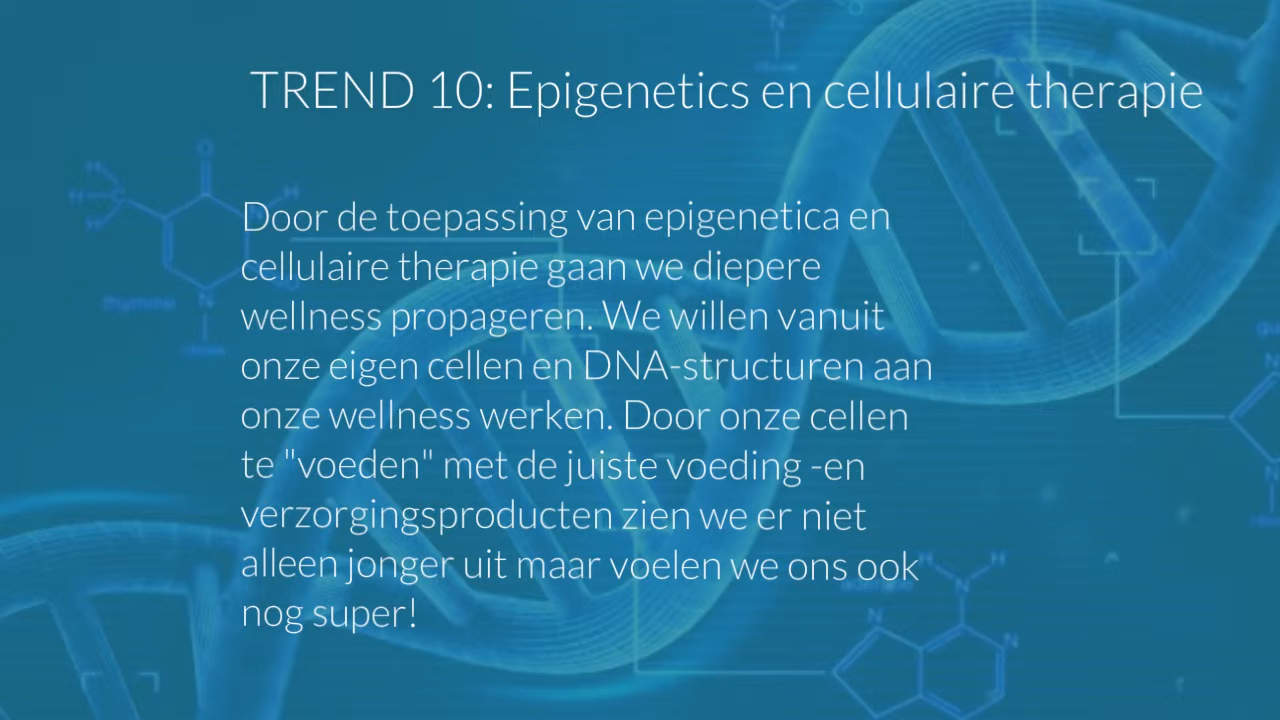 TREND 10: Epigenetics en cellulaire therapie
Door de toepassing van epigenetica en
cellulaire therapie gaan we diepere
wellness propageren. We willen vanuit
onze eigen cellen en DNA-structuren aan
onze wellness werken. Door onze cellen
te "voeden" met de juiste voeding -en
verzorgingsproducten zien we er niet
alleen jonger uit maar voelen we ons ook
nog super!
H
O
H
H
C
H
H
N
thymine
N
N
H
H
N
N
N